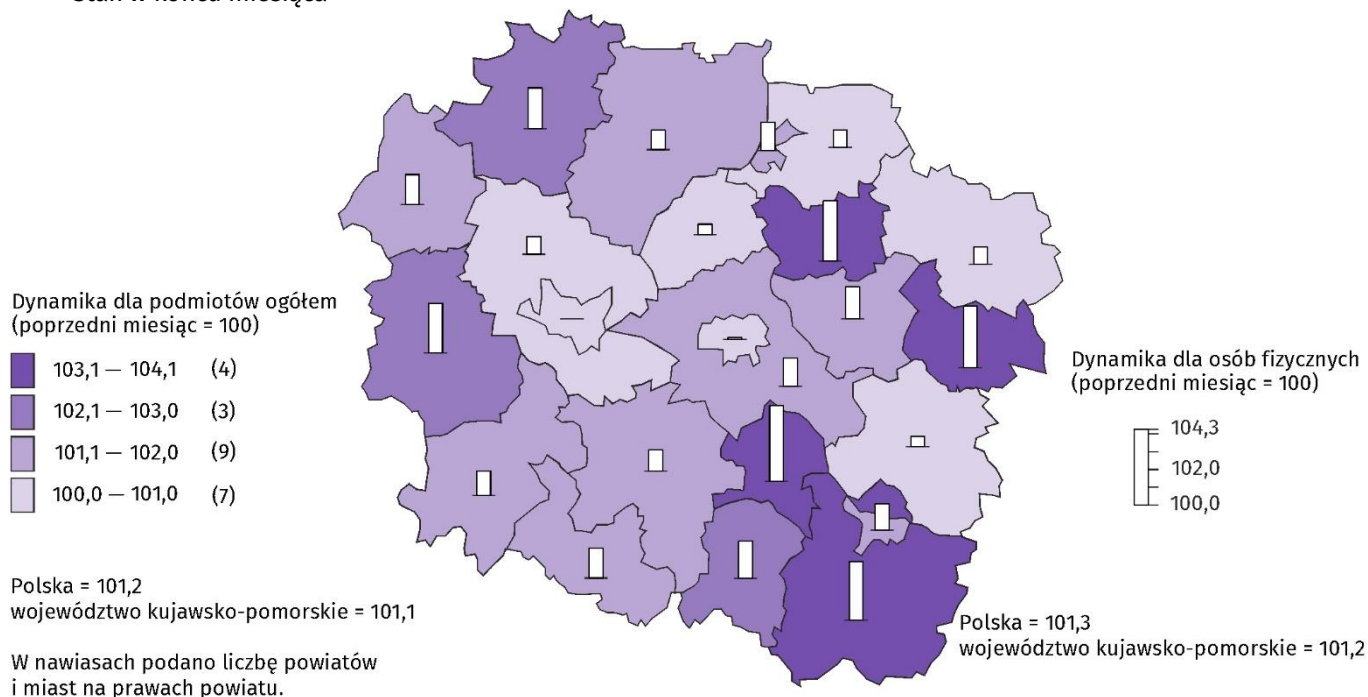 Stan w końcu miesiąca
Dynamika dla podmiotów ogółem
(poprzedni miesiąc = 100)
103,1 — 104,1 (4)
102,1 — 103,0 (3)
101,1 — 102,0 (9)
100,0 — 101,0 (7)
Polska = 101,2
województwo kujawsko-pomorskie = 101,1
W nawiasach podano liczbę powiatów
i miast na prawach powiatu.
Dynamika dla osób fizycznych
(poprzedni miesiąc = 100)
104,3
102,0
100,0
Polska = 101,3
województwo kujawsko-pomorskie = 101,2